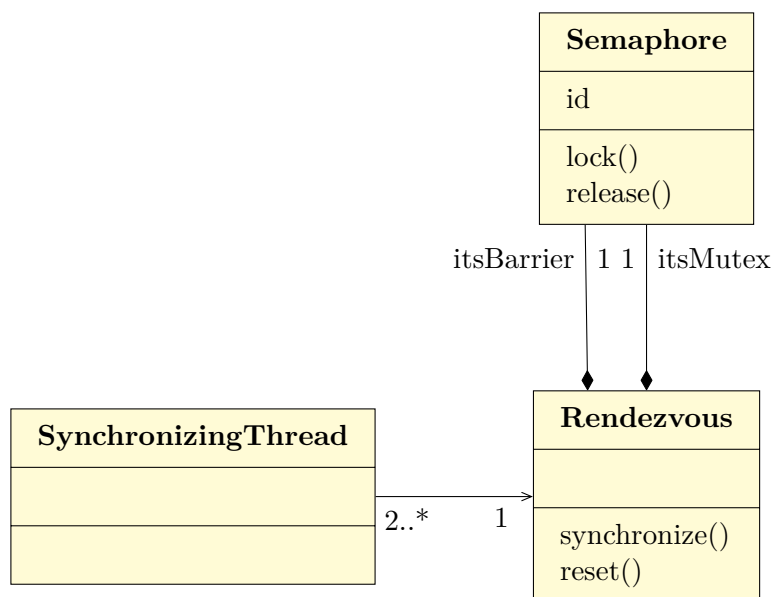 Semaphore
id
lock()
release()
itsBarrier 1 1 itsMutex
SynchronizingThread
2..* 1
Rendezvous
synchronize()
reset()